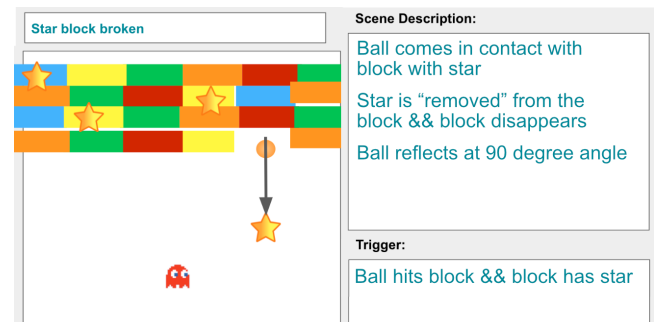 Star block broken
Scene Description:
Ball comes in contact with
block with star
Star is “removed” from the
block && block disappears
Ball reflects at 90 degree angle
Trigger:
Ball hits block && block has star